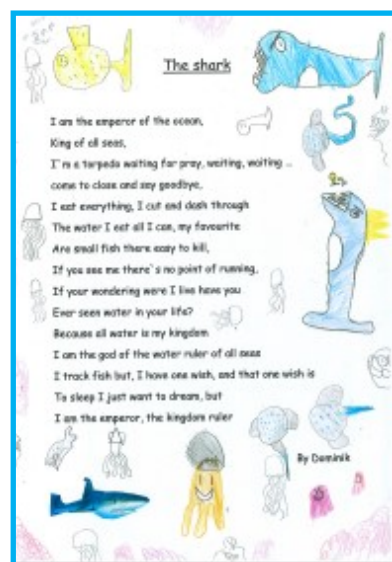 The shark
I am the emperor of the ocean,
King of all seas,
I`m a torpedo waiting for pray, waiting, waiting ..
come to close and say goodbye,
I eat everything, I cut and dash through
The water I eat all I can, my favourite
Are small fish there easy to kill,
If you see me there`s no point of running,
If your wondering were I live have you
Ever seen water in your life?
Because all water is my kingdom
I am the god of the water ruler of all seas
I track fish but, I have one wish, and that one wish is
To sleep I just want to dream, but
I am the emperor, the kingdom ruler
By Dominik